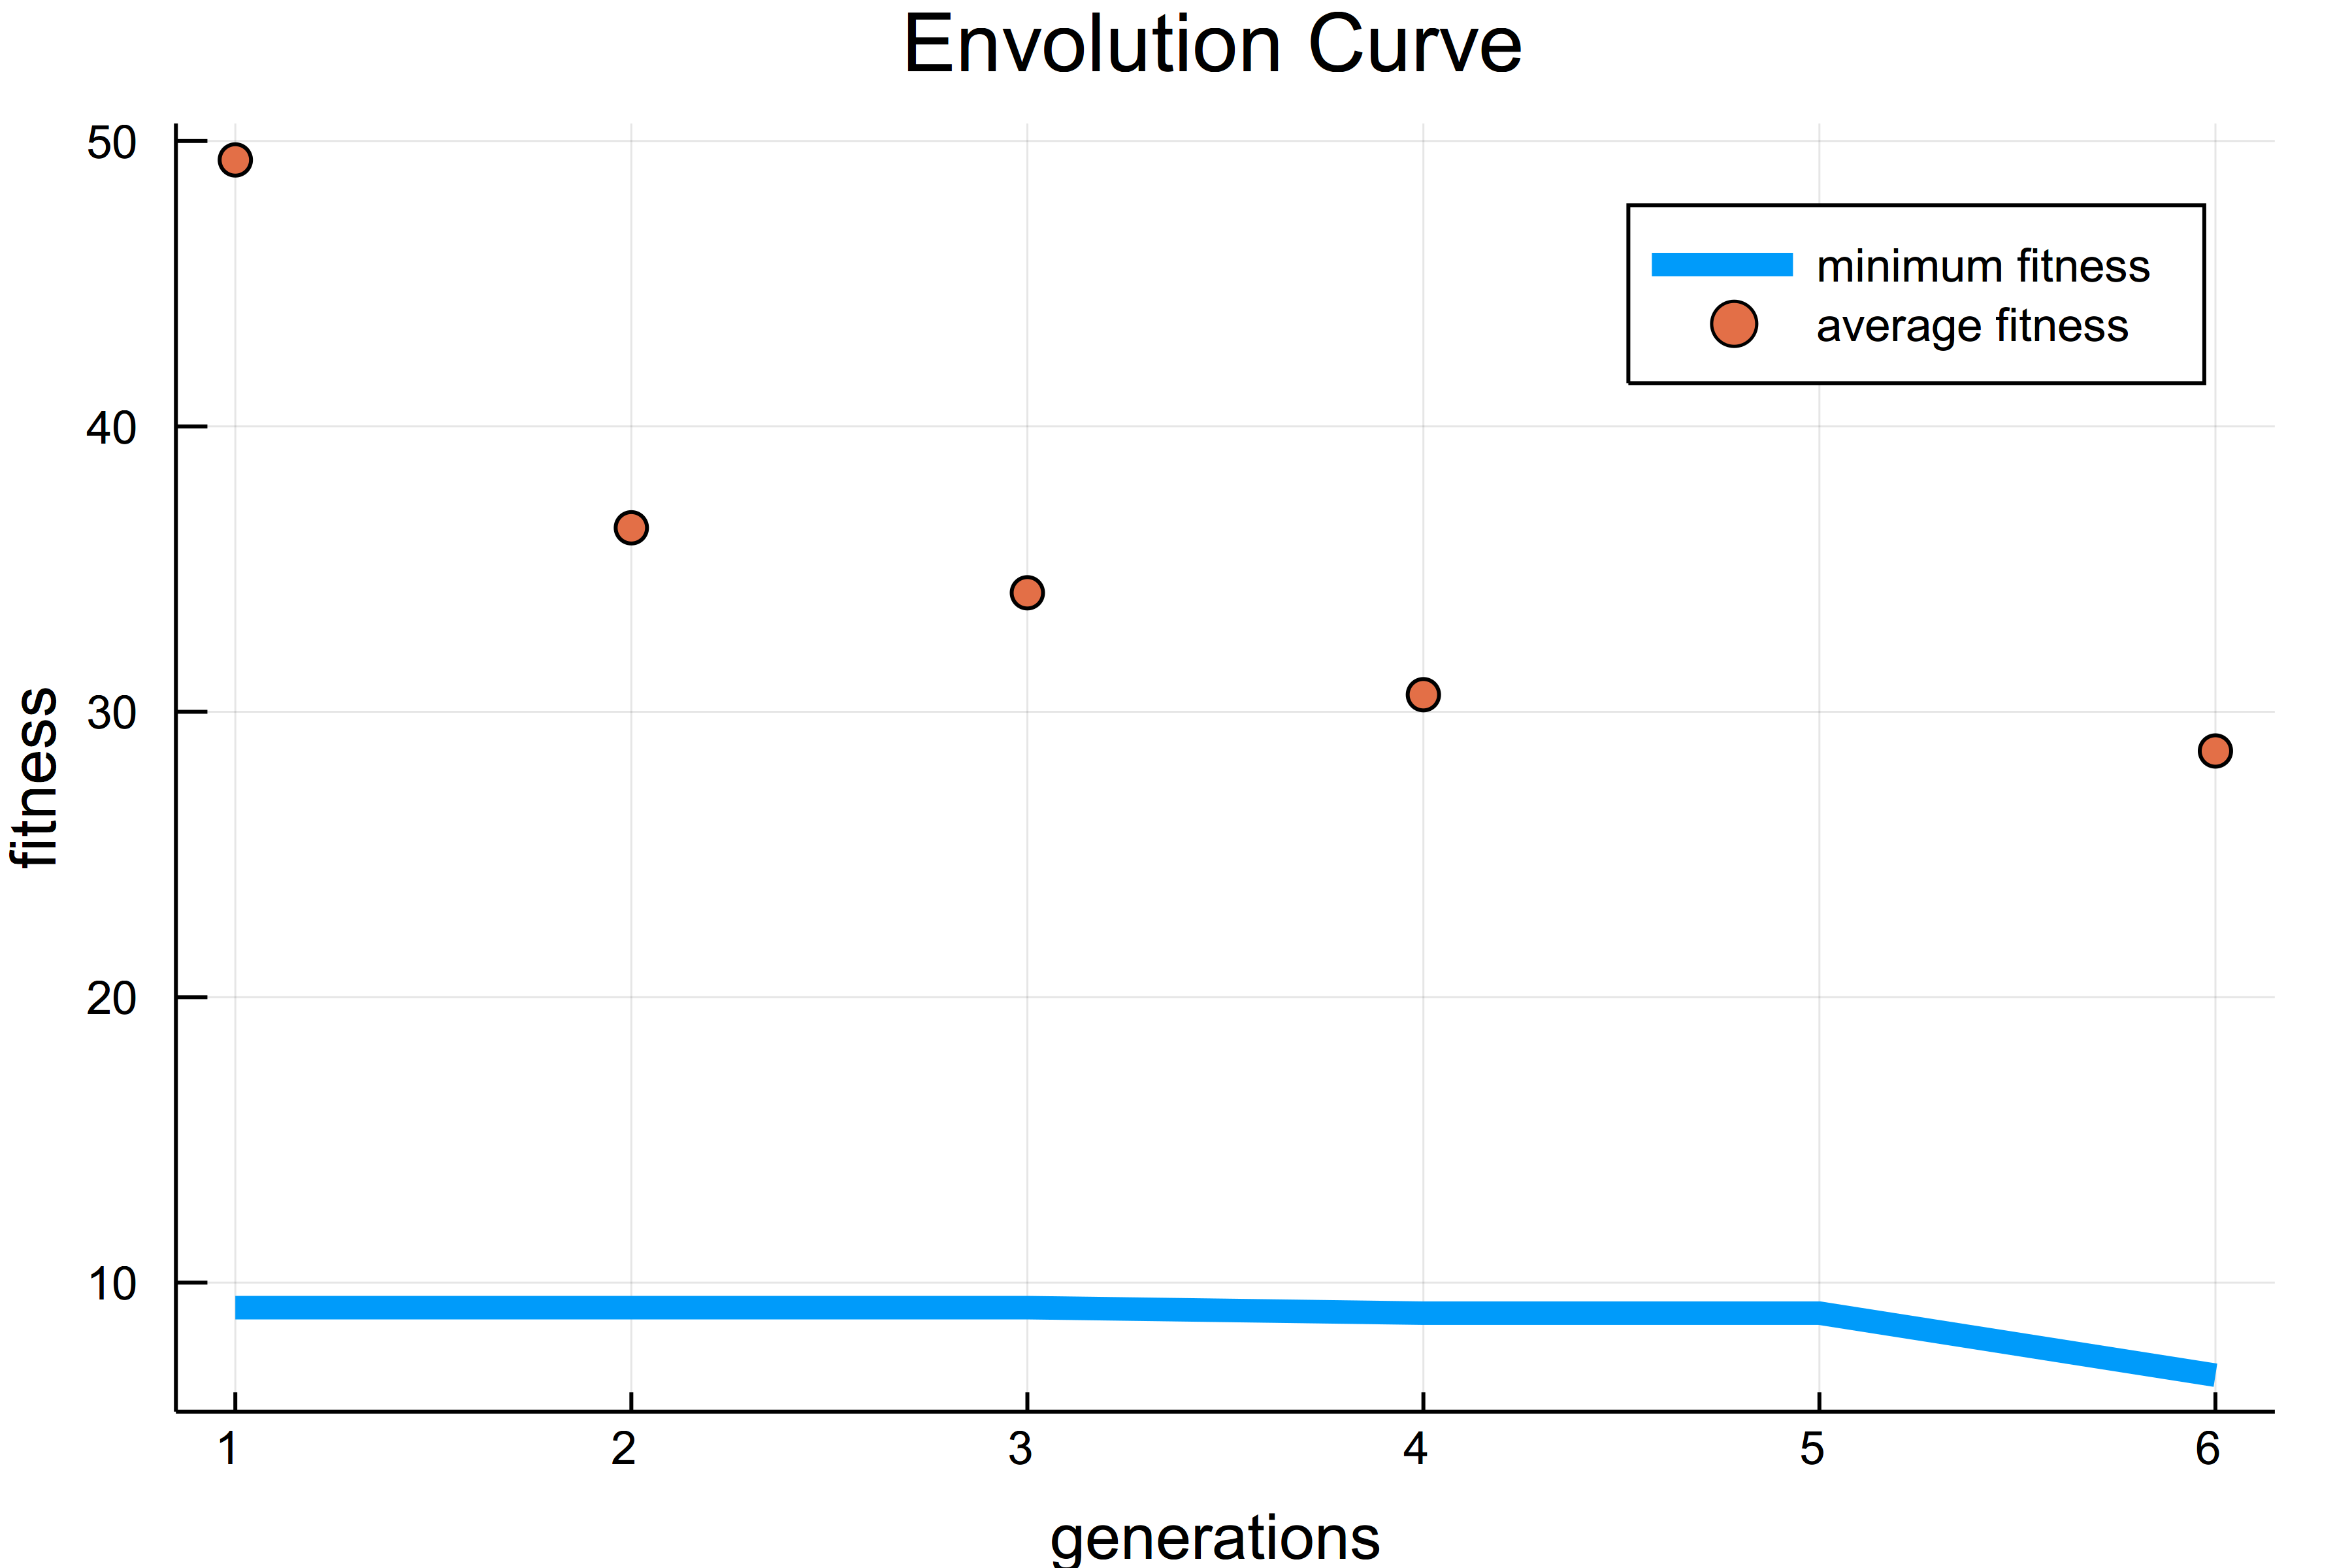 Envolution Curve
50
40
30
20
10
fitness
minimum fitness
average fitness
1 2 3 4 5 6
generations